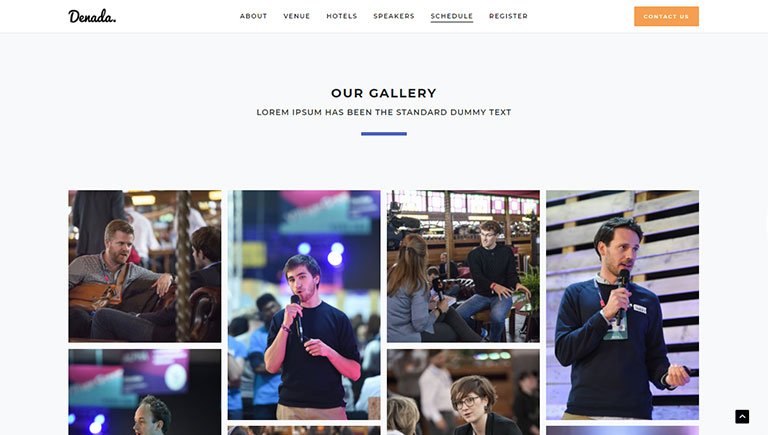 Denada.
ABOUT VENUE HOTELS SPEAKERS SCHEDULE REGISTER
CONTACT US
OUR GALLERY
LOREM IPSUM HAS BEEN THE STANDARD DUMMY TEXT